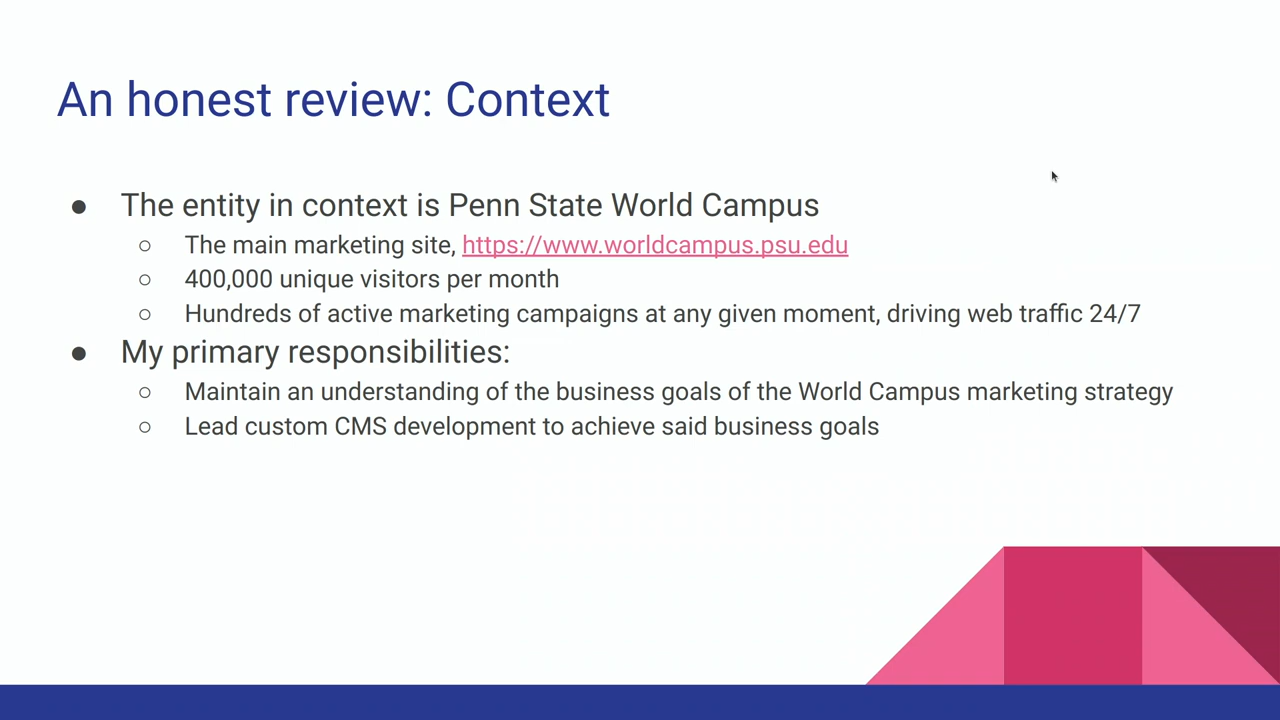 An honest review: Context
● The entity in context is Penn State World Campus
○ The main marketing site, https://www.worldcampus.psu.edu
○ 400,000 unique visitors per month
○ Hundreds of active marketing campaigns at any given moment, driving web traffic 24/7
● My primary responsibilities:
○ Maintain an understanding of the business goals of the World Campus marketing strategy
○ Lead custom CMS development to achieve said business goals